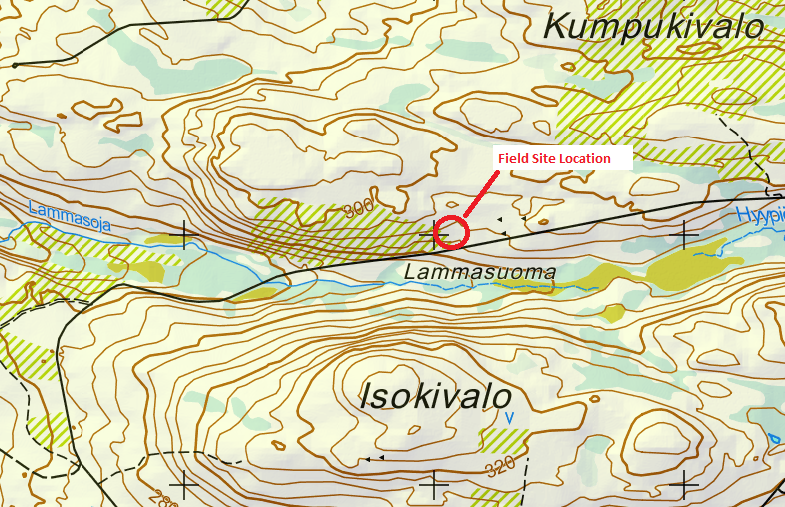 Kumpukivalo
Field Site Location
300
Lammasoja
Lammasuoma
Isokivalo
V
320